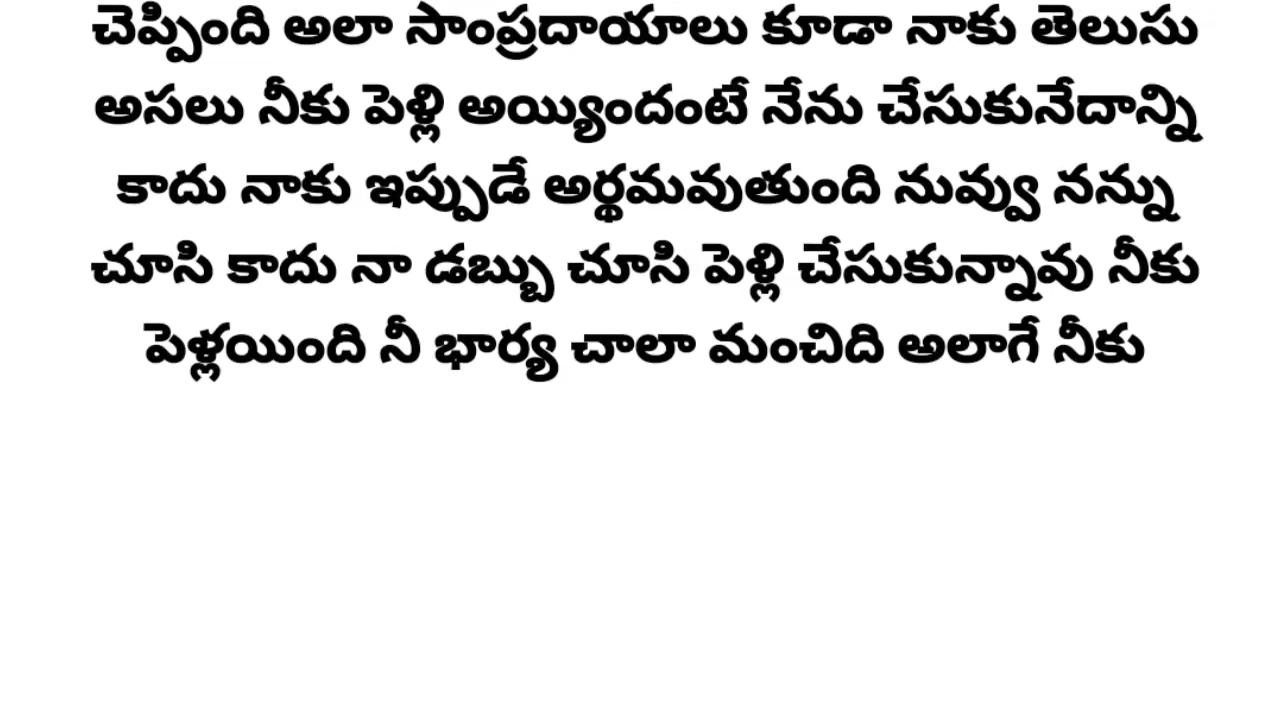 చెప్పింది అలా సాంప్రదాయాలు కూడా నాకు తెలుసు
అసలు నీకు పెళ్లి అయ్యిందంటే నేను చేసుకునేదాన్ని
కాదు నాకు ఇప్పుడే అర్థమవుతుంది నువ్వు నన్ను
చూసి కాదు నా డబ్బు చూసి పెళ్లి చేసుకున్నావు నీకు
పెళ్లయింది నీ భార్య చాలా మంచిది అలాగే నీకు